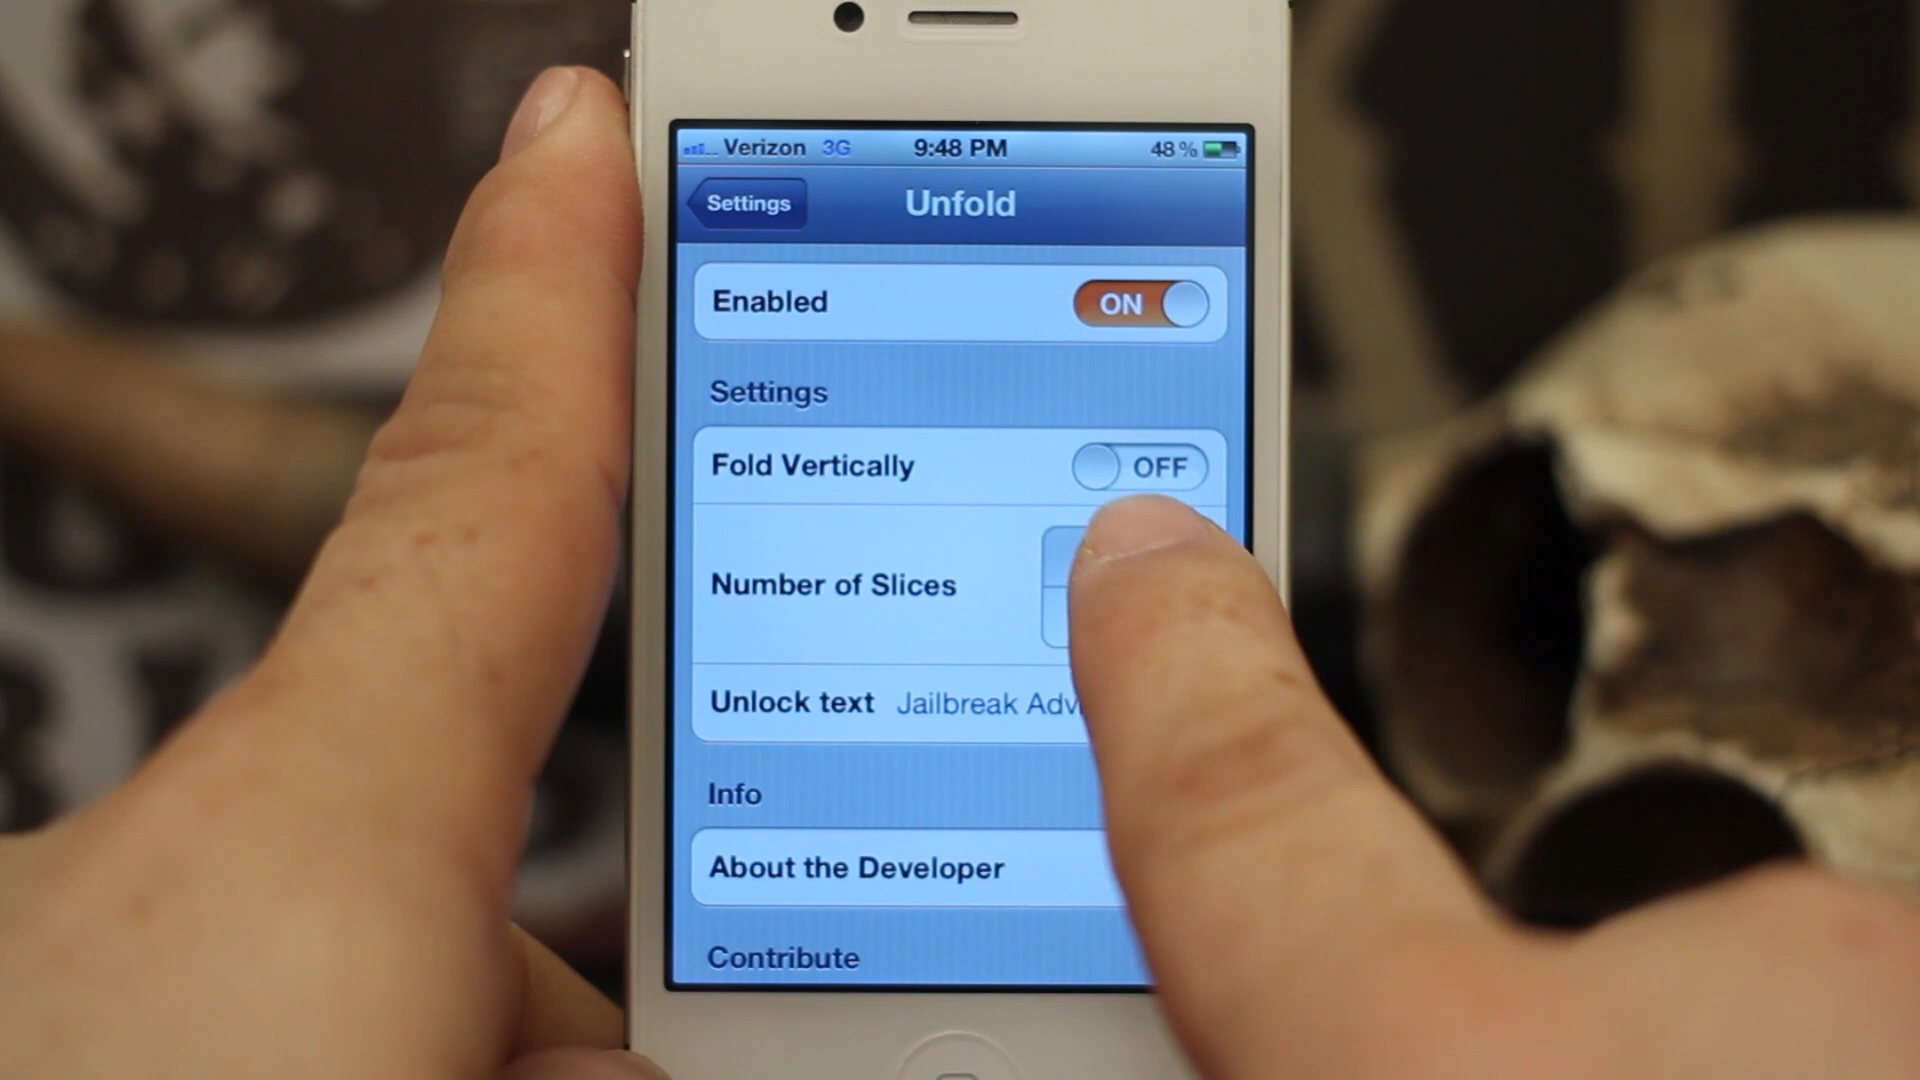 Verizon 3G 9:48 PM 48 %
Settings Unfold
Enabled ON
Settings
Fold Vertically OFF
Number of Slices
Unlock text Jailbreak
Info
About the Developer
Contribute